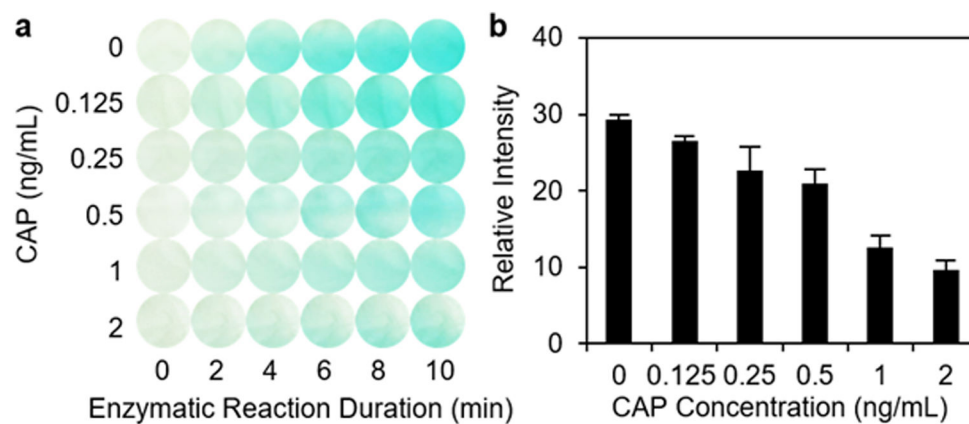 a
CAP (ng/mL)
0
0.125
0.25
0.5
1
2
0 2 4 6 8 10
Enzymatic Reaction Duration (min)
b
Relative Intensity
40
30
20
10
0
0 0.125 0.25 0.5 1 2
CAP Concentration (ng/mL)